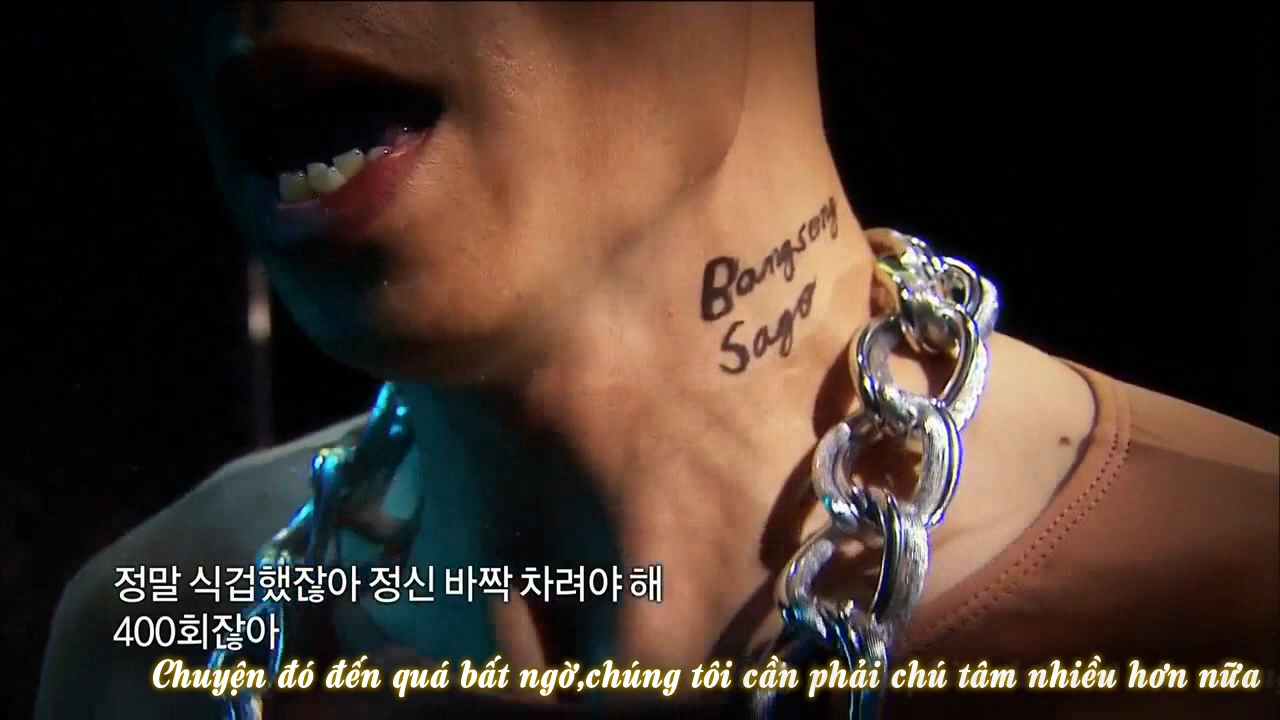 Bangsong
Sago
정말 식겁했잖아 정신 바짝 차려야 해
400회잖아
Chuyện đó đến quá bất ngờ,chúng tôi cần phải chú tâm nhiều hơn nữa